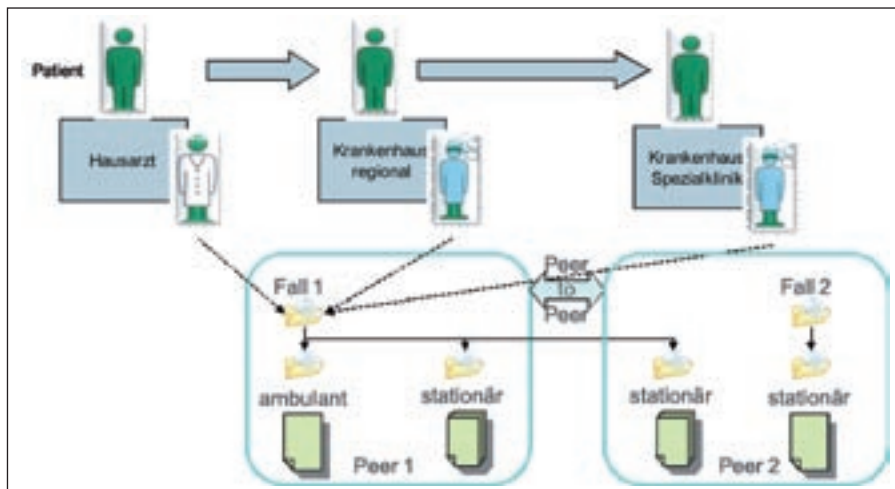 Patient
Hausarzt
Krankenhaus
regional
Krankenhaus
Spezialklinik
Peer
To
Peer
Fall 1
Fall 2
ambulant
stationär
stationär
stationär
Peer 1
Peer 2